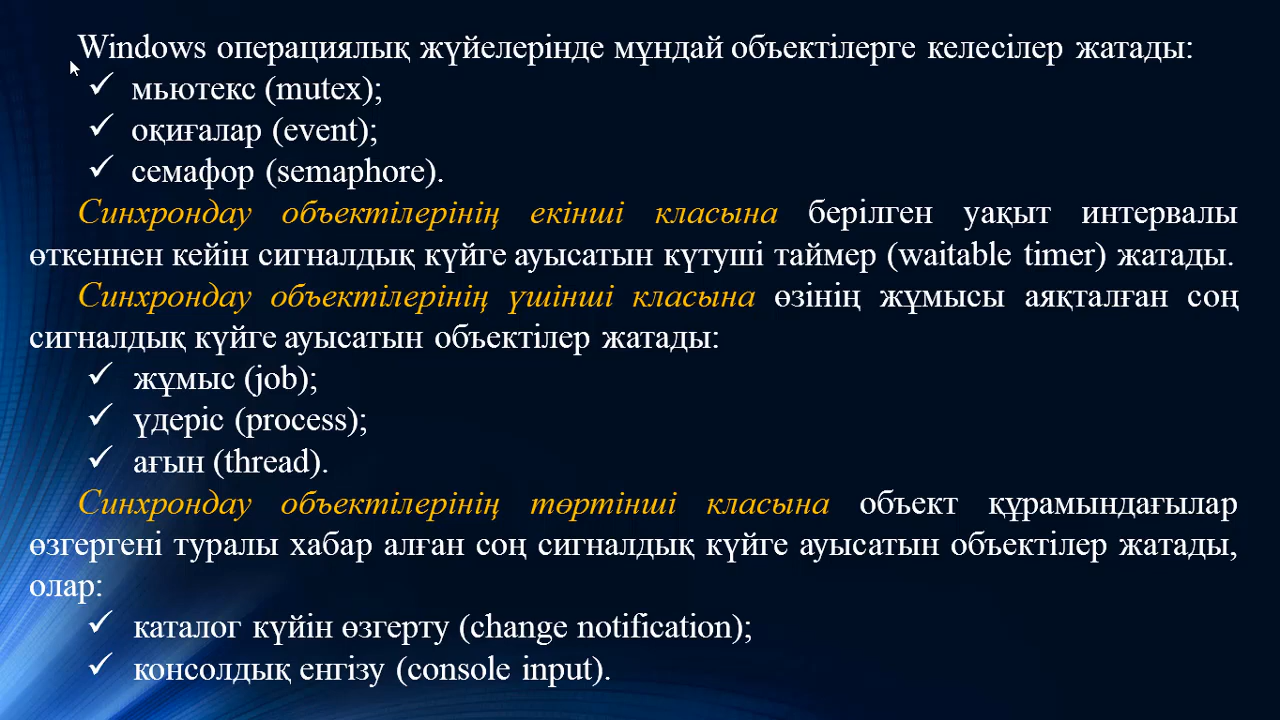 Windows операциялық жүйелерінде мұндай объектілерге келесілер жатады:
✓ мьютекс (mutex);
✓ оқиғалар (event);
✓ семафор (semaphore).
Синхрондау объектілерінің екінші класына берілген уақыт интервалы
өткеннен кейін сигналдық күйге ауысатын күтуші таймер (waitable timer) жатады.
Синхрондау объектілерінің үшінші класына өзінің жұмысы аяқталған соң
сигналдық күйге ауысатын объектілер жатады:
✓ жұмыс (job);
✓ үдеріс (process);
✓ ағын (thread).
Синхрондау объектілерінің төртінші класына объект құрамындағылар
өзгергені туралы хабар алған соң сигналдық күйге ауысатын объектілер жатады,
олар:
✓ каталог күйін өзгерту (change notification);
✓ консолдық енгізу (console input).